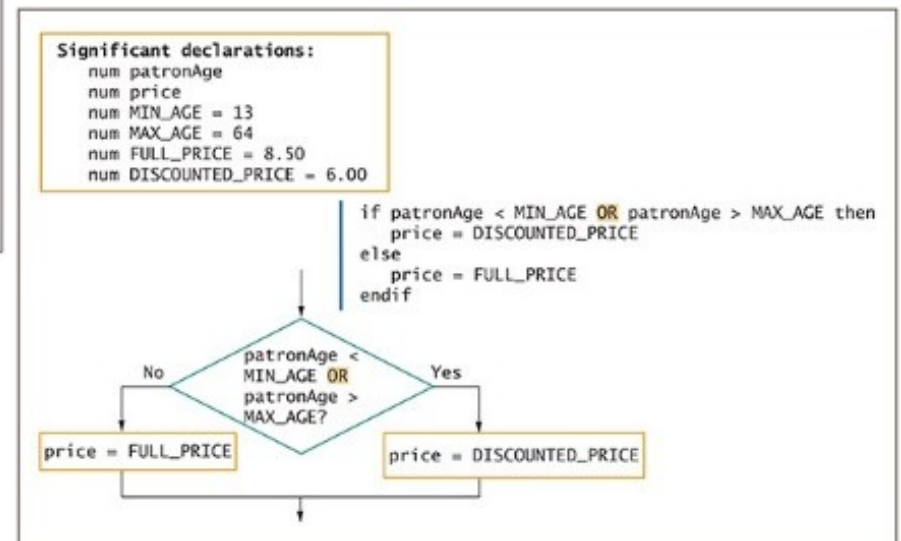 Significant declarations:
num patronAge
num price
num MIN_AGE = 13
num MAX_AGE = 64
num FULL_PRICE = 8.50
num DISCOUNTED_PRICE = 6.00
if patronAge < MIN_AGE OR patronAge > MAX_AGE then
price = DISCOUNTED_PRICE
else
price = FULL_PRICE
endif
patronAge <
MIN_AGE OR
patronAge >
MAX_AGE?
No
Yes
price = FULL_PRICE
price = DISCOUNTED_PRICE